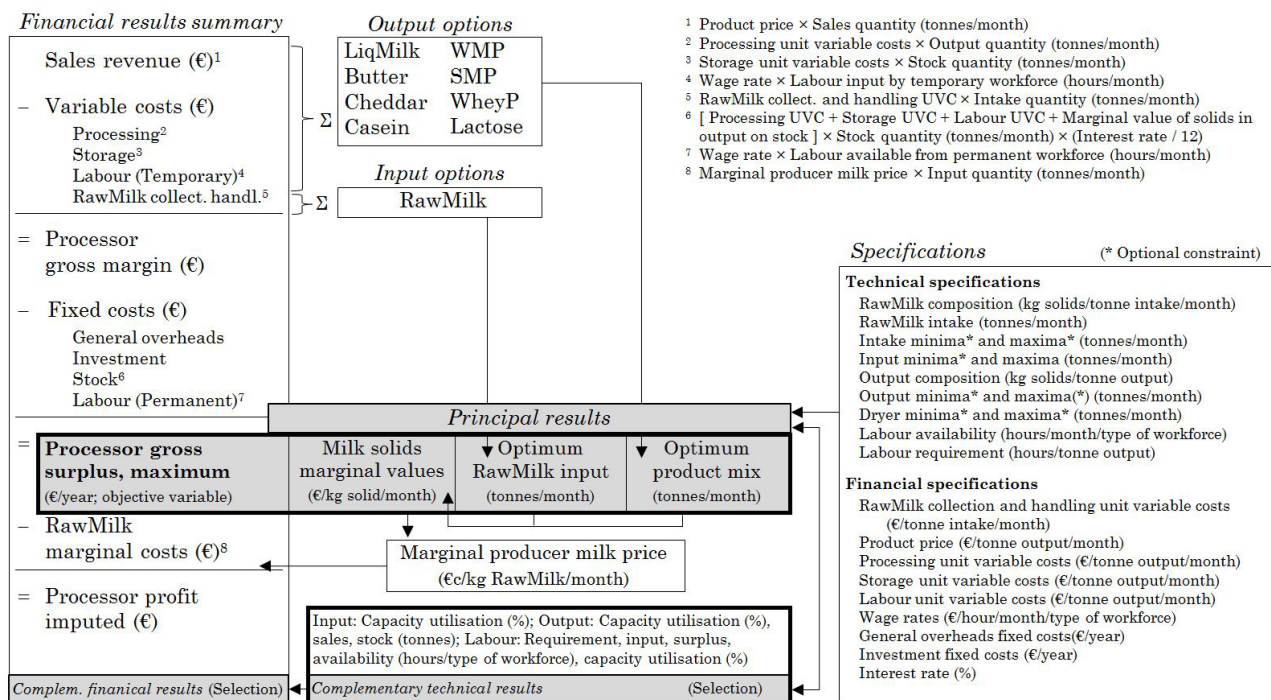 Financial results summary
Sales revenue (€)¹
– Variable costs (€)
Processing²
Storage³
Labour (Temporary)⁴
RawMilk collect. handl.⁵
= Processor
gross margin (€)
– Fixed costs (€)
General overheads
Investment
Stock⁶
Labour (Permanent)⁷
=
Processor gross
surplus, maximum
(€/year; objective variable)
– RawMilk
marginal costs (€)⁸
= Processor profit
imputed (€)
Complem. finanical results (Selection)
Σ
Σ
Output options
LiqMilk WMP
Butter SMP
Cheddar WheyP
Casein Lactose
Input options
RawMilk
Principal results
Milk solids
marginal values
(€/kg solid/month)
Optimum
RawMilk input
(tonnes/month)
Optimum
product mix
(tonnes/month)
Marginal producer milk price
(€c/kg RawMilk/month)
Input: Capacity utilisation (%); Output: Capacity utilisation (%),
sales, stock (tonnes); Labour: Requirement, input, surplus,
availability (hours/type of workforce), capacity utilisation (%)
Complementary technical results (Selection)
¹ Product price × Sales quantity (tonnes/month)
² Processing unit variable costs × Output quantity (tonnes/month)
³ Storage unit variable costs × Stock quantity (tonnes/month)
⁴ Wage rate × Labour input by temporary workforce (hours/month)
⁵ RawMilk collect. and handling UVC × Intake quantity (tonnes/month)
⁶ [ Processing UVC + Storage UVC + Labour UVC + Marginal value of solids in
output on stock ] × Stock quantity (tonnes/month) × (Interest rate / 12)
⁷ Wage rate × Labour available from permanent workforce (hours/month)
⁸ Marginal producer milk price × Input quantity (tonnes/month)
Specifications (* Optional constraint)
Technical specifications
RawMilk composition (kg solids/tonne intake/month)
RawMilk intake (tonnes/month)
Intake minima* and maxima* (tonnes/month)
Input minima* and maxima (tonnes/month)
Output composition (kg solids/tonne output)
Output minima* and maxima(*) (tonnes/month)
Dryer minima* and maxima* (tonnes/month)
Labour availability (hours/month/type of workforce)
Labour requirement (hours/tonne output)
Financial specifications
RawMilk collection and handling unit variable costs
(€/tonne intake/month)
Product price (€/tonne output/month)
Processing unit variable costs (€/tonne output/month)
Storage unit variable costs (€/tonne output/month)
Labour unit variable costs (€/tonne output/month)
Wage rates (€/hour/month/type of workforce)
General overheads fixed costs(€/year)
Investment fixed costs (€/year)
Interest rate (%)